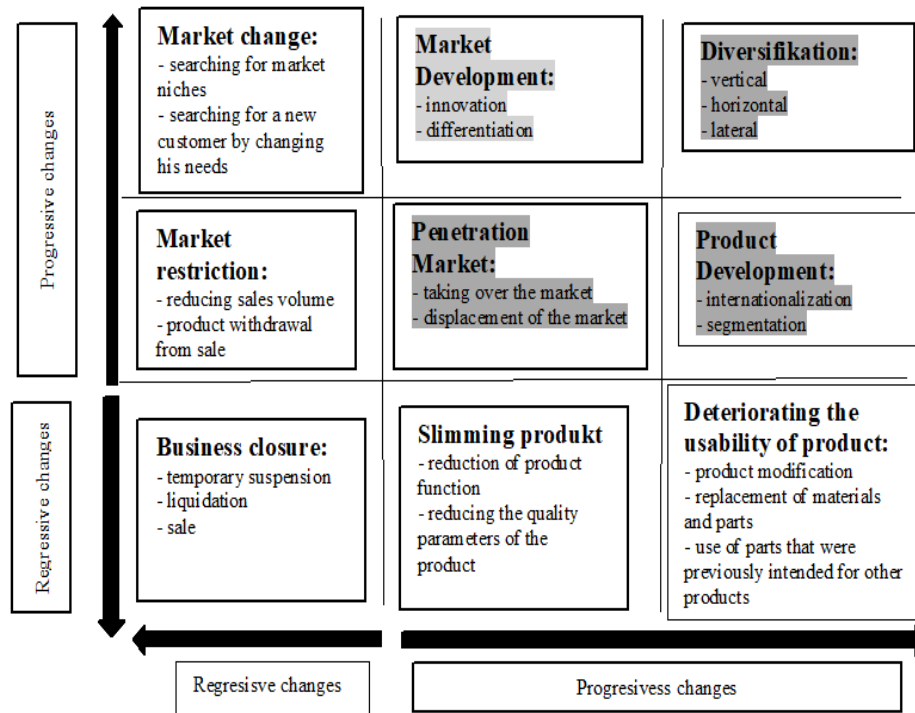 Progressive changes
Market change:
- searching for market
niches
- searching for a new
customer by changing
his needs
Market
Development:
- innovation
- differentiation
Diversifikation:
- vertical
- horizontal
- lateral
Market
restriction:
- reducing sales volume
- product withdrawal
from sale
Penetration
Market:
- taking over the market
- displacement of the market
Product
Development:
- internationalization
- segmentation
Regressive changes
Business closure:
- temporary suspension
- liquidation
- sale
Slimming produkt
- reduction of product
function
- reducing the quality
parameters of the
product
Deteriorating the
usability of product:
- product modification
- replacement of materials
and parts
- use of parts that were
previously intended for other
products
Regresisve changes
Progresivess changes